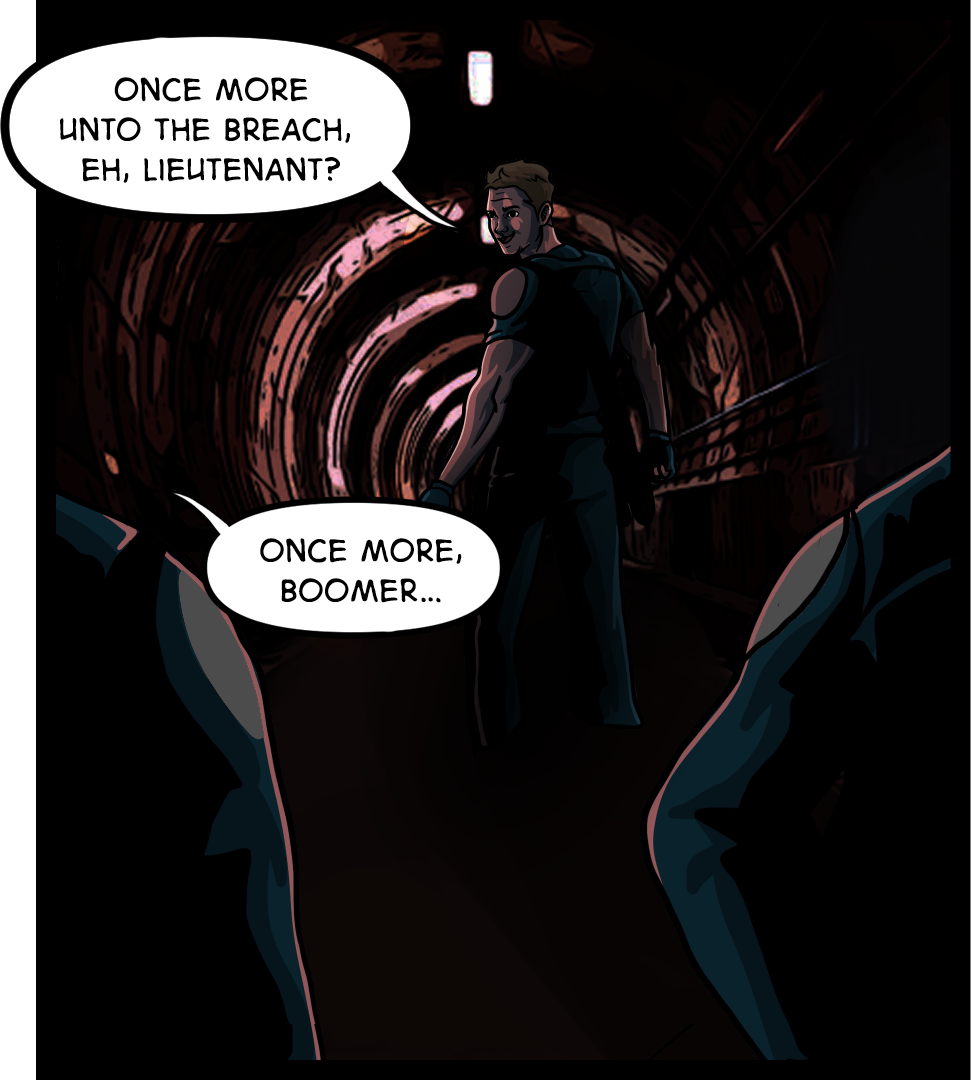 ONCE MORE
UNTO THE BREACH,
EH, LIEUTENANT?
ONCE MORE,
BOOMER...